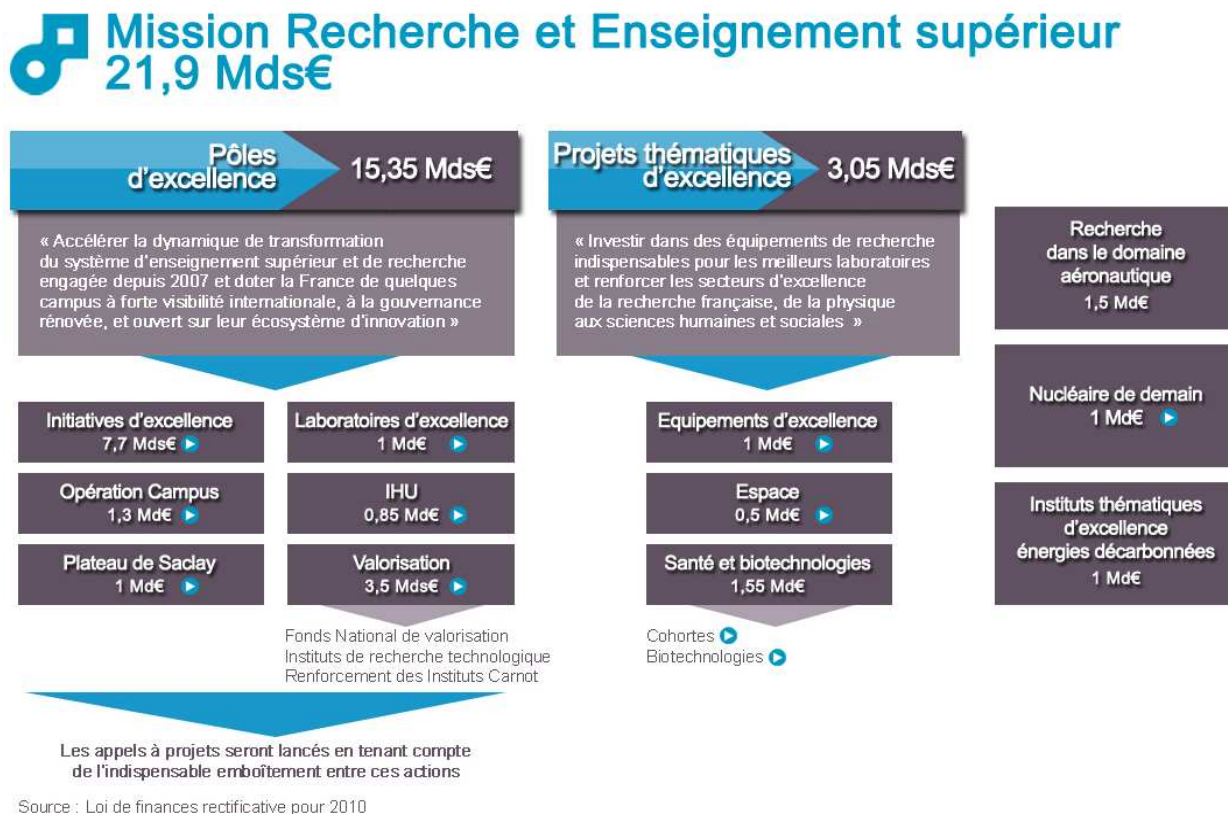 Mission Recherche et Enseignement supérieur
21,9 Mds€
Pôles
d'excellence
15,35 Mds€
« Accélérer la dynamique de transformation
du système d'enseignement supérieur et de recherche
engagée depuis 2007 et doter la France de quelques
campus à forte visibilité internationale, à la gouvernance
rénovée, et ouvert sur leur écosystème d'innovation »
Initiatives d'excellence
7,7 Mds€
Laboratoires d'excellence
1 Md€
Opération Campus
1,3 Md€
IHU
0,85 Md€
Plateau de Saclay
1 Md€
Valorisation
3,5 Mds€
Fonds National de valorisation
Instituts de recherche technologique
Renforcement des Instituts Carnot
Les appels à projets seront lancés en tenant compte
de l'indispensable emboîtement entre ces actions
Projets thématiques
d'excellence
3,05 Mds€
« Investir dans des équipements de recherche
indispensables pour les meilleurs laboratoires
et renforcer les secteurs d'excellence
de la recherche française, de la physique
aux sciences humaines et sociales »
Equipements d'excellence
1 Md€
Espace
0,5 Md€
Santé et biotechnologies
1,55 Md€
Cohortes
Biotechnologies
Recherche
dans le domaine
aéronautique
1,5 Md€
Nucléaire de demain
1 Md€
Instituts thématiques
d'excellence
énergies décarbonnées
1 Md€
Source : Loi de finances rectificative pour 2010